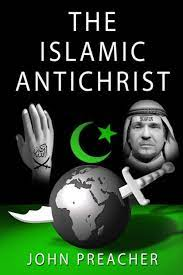 THE
ISLAMIC
ANTICHRIST
JOHN PREACHER